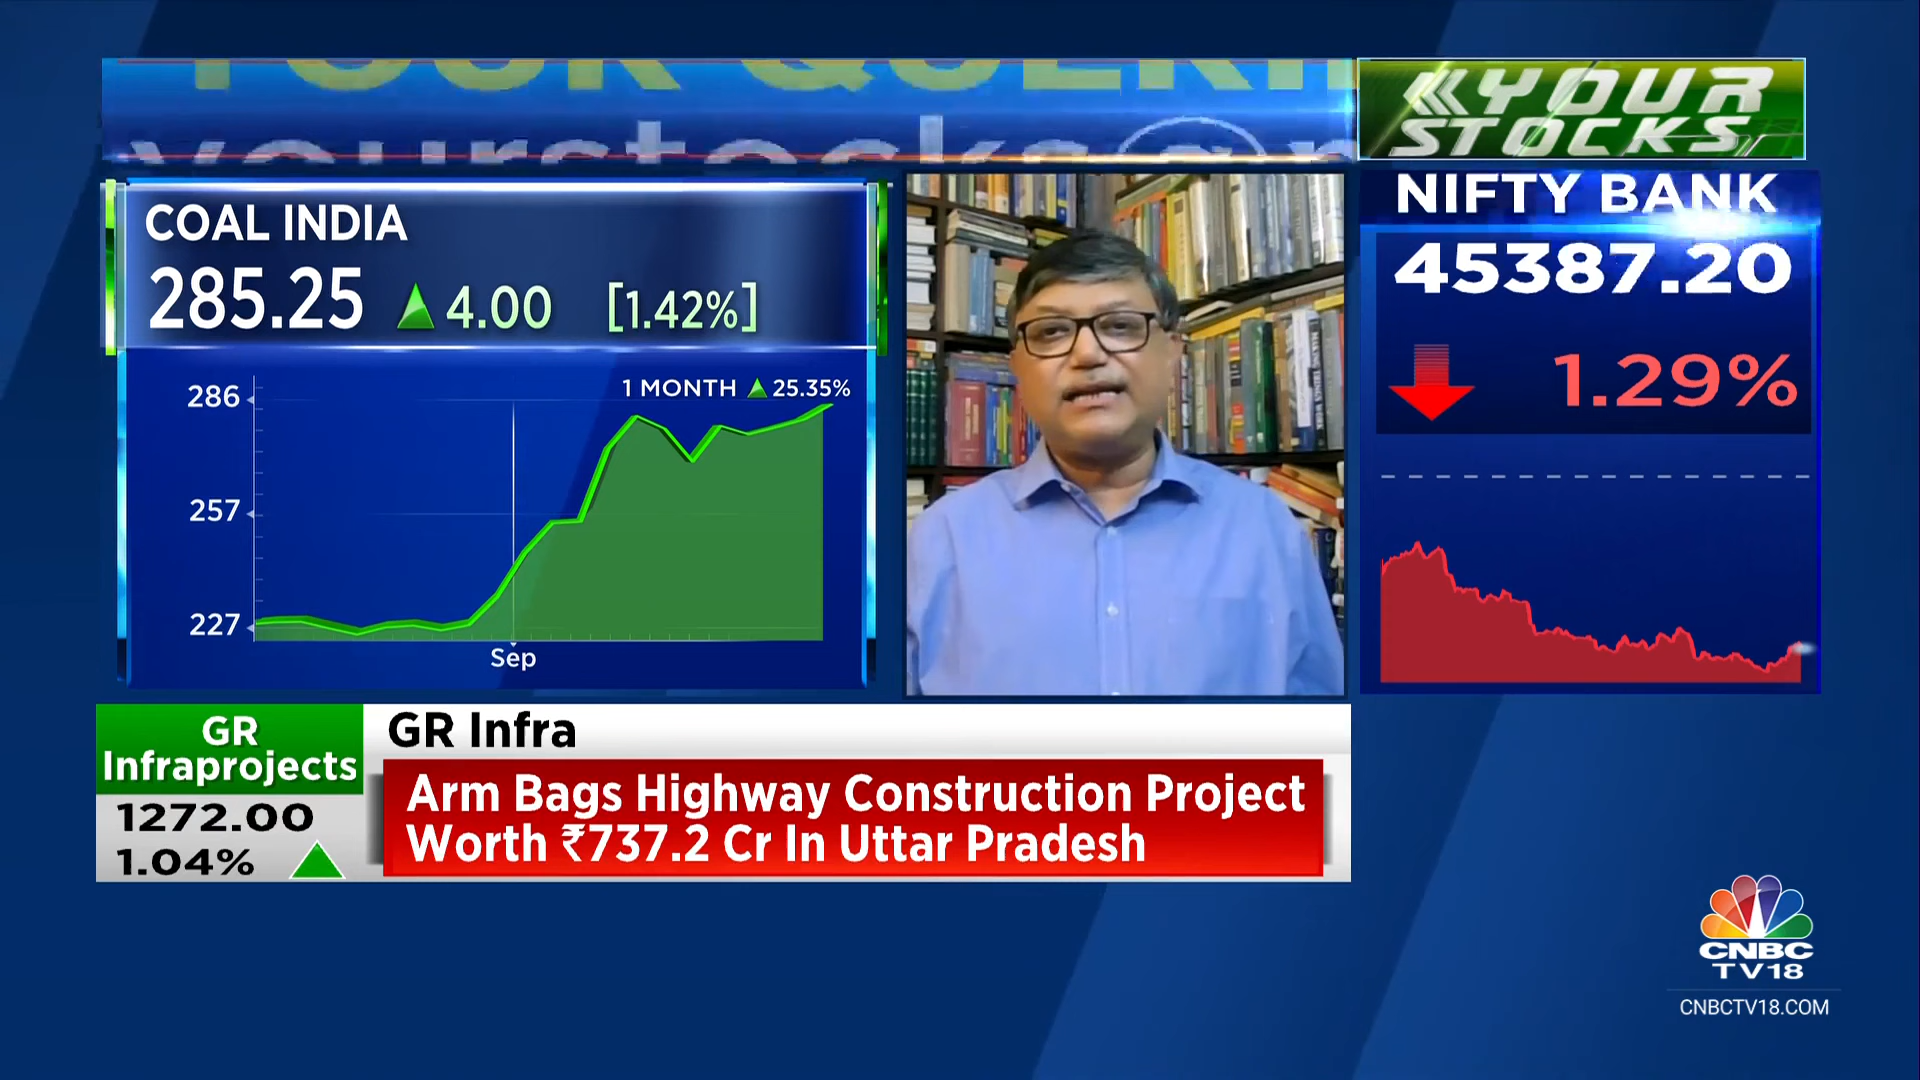 YOUR
STOCKS
COAL INDIA
285.25 ▲ 4.00 [1.42%]
1 MONTH ▲ 25.35%
286
257
227
Sep
NIFTY BANK
45387.20
1.29%
GR
Infraprojects
1272.00
1.04%
GR Infra
Arm Bags Highway Construction Project
Worth ₹737.2 Cr In Uttar Pradesh
CNBC
TV18
CNBCTV18.COM